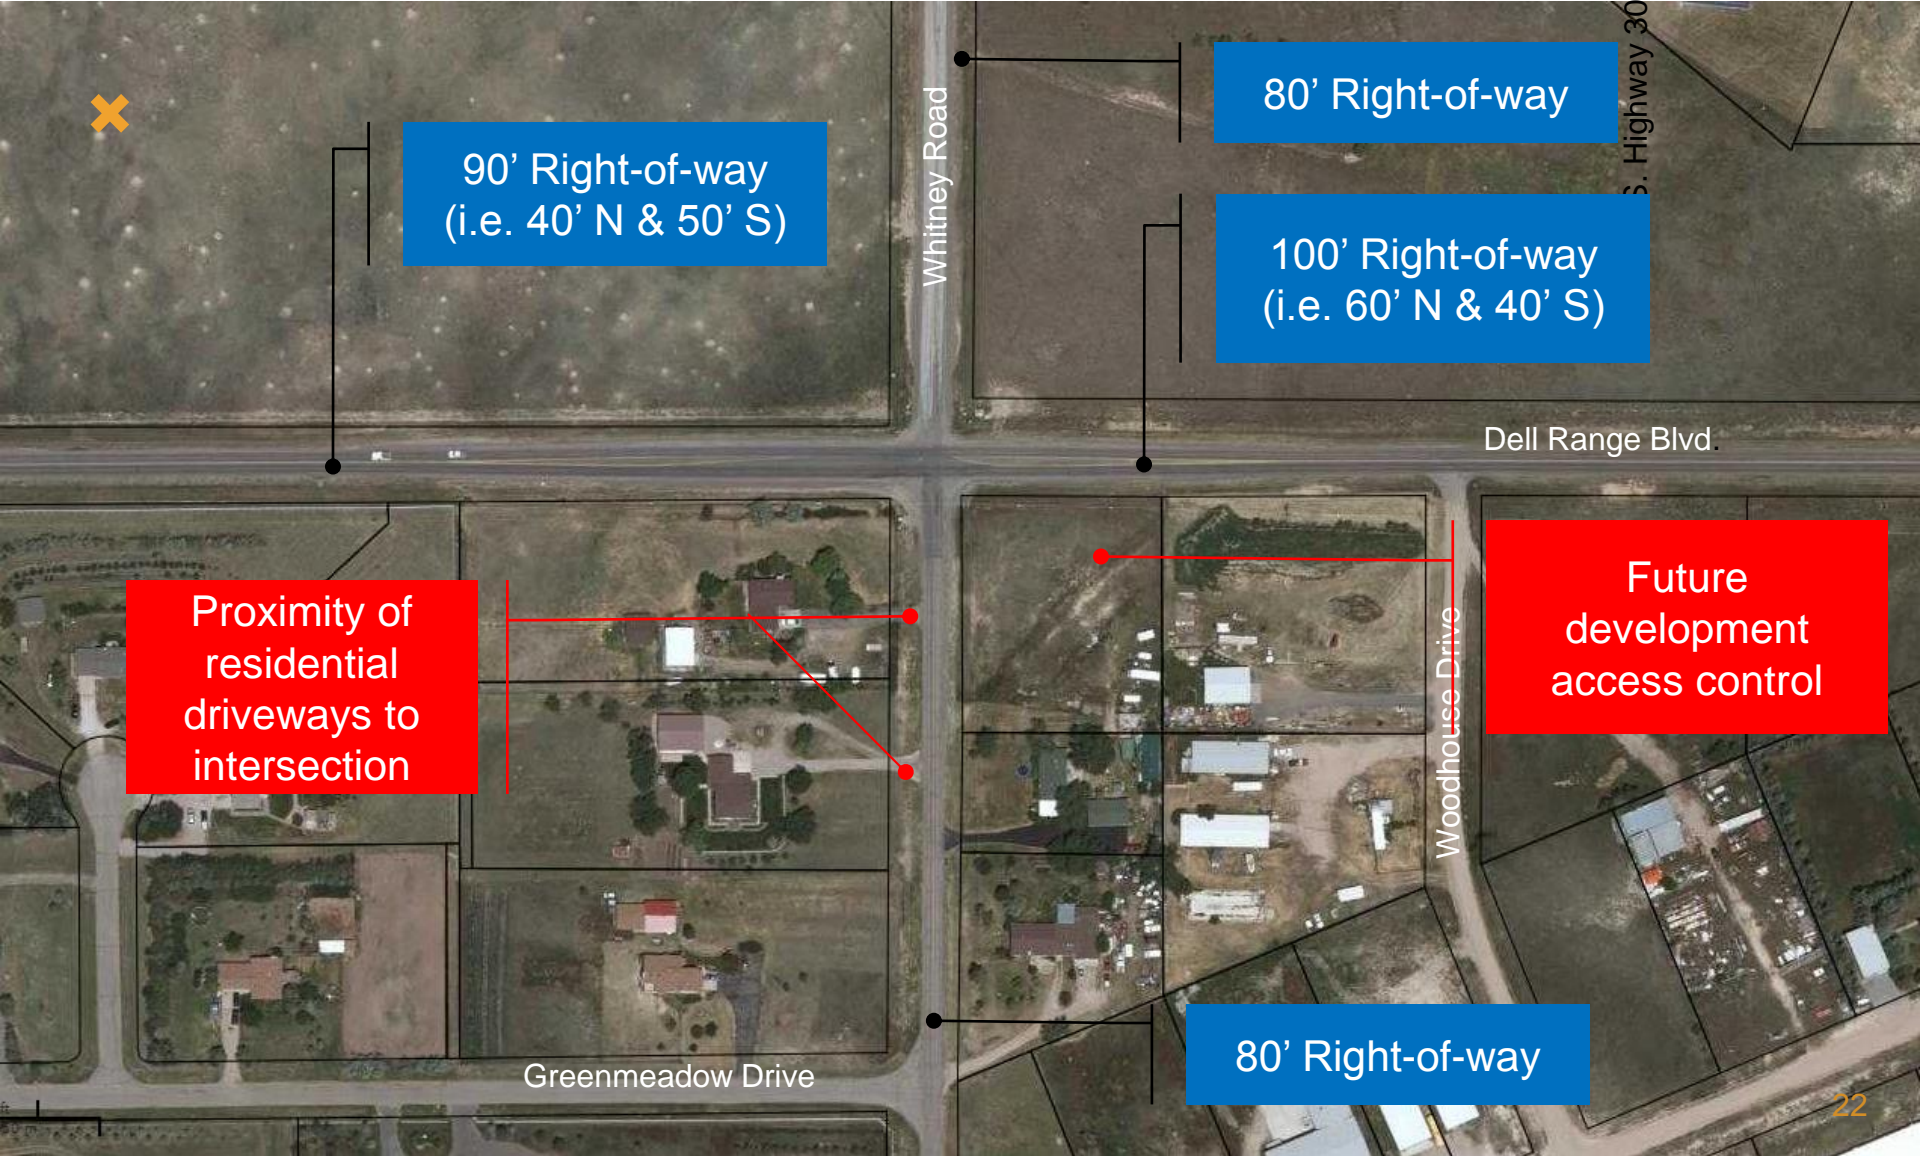 80’ Right-of-way
S. Highway 30
90’ Right-of-way
(i.e. 40’ N & 50’ S)
Whitney Road
100’ Right-of-way
(i.e. 60’ N & 40’ S)
Dell Range Blvd.
Proximity of
residential
driveways to
intersection
Future
development
access control
Woodhouse Drive
80’ Right-of-way
Greenmeadow Drive
22